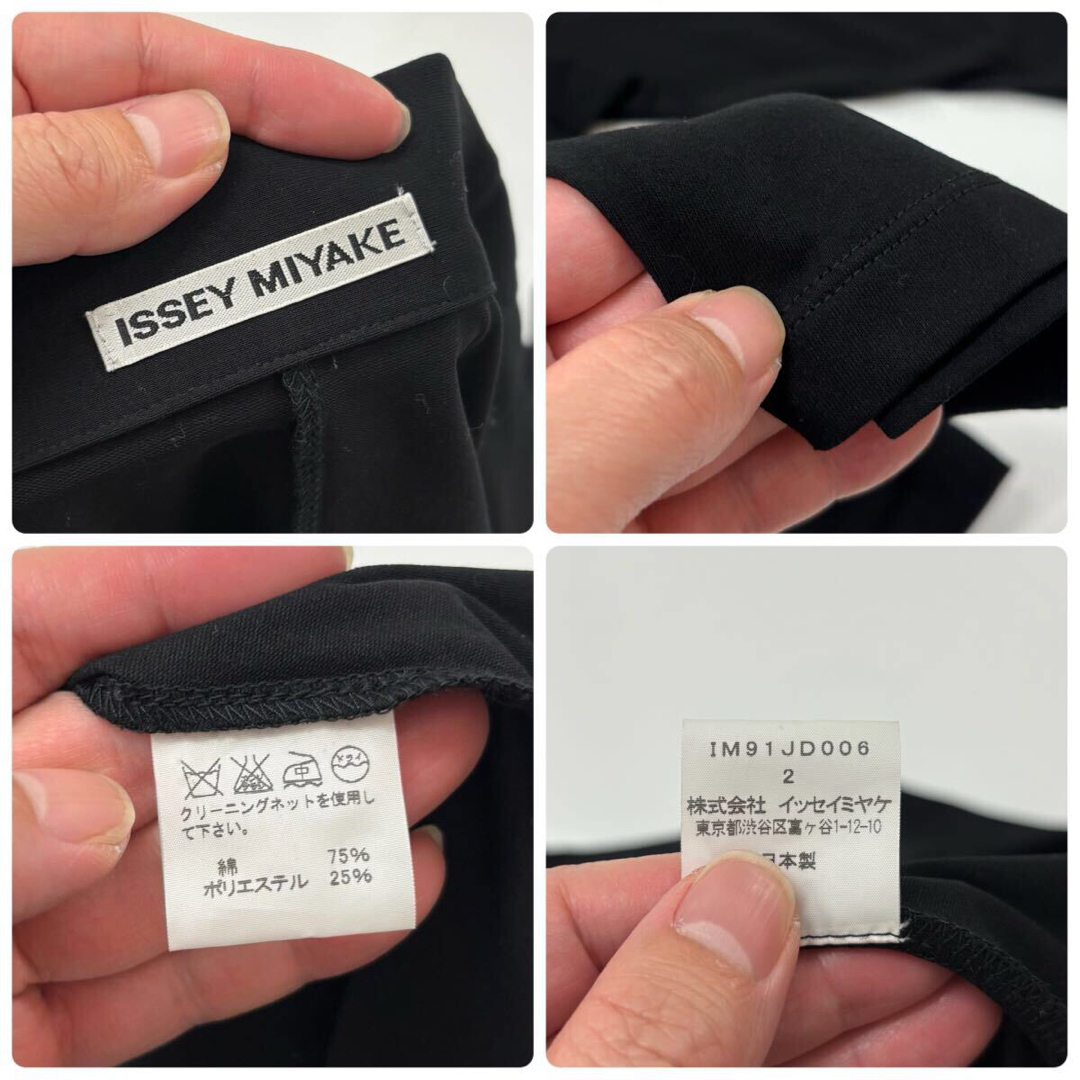 ISSEY MIYAKE
クリーニングネットを使用し
て下さい。
綿 75%
ポリエステル 25%
IM91JD006
2
株式会社 イッセイミヤケ
東京都渋谷区富ヶ谷1-12-10
日本製